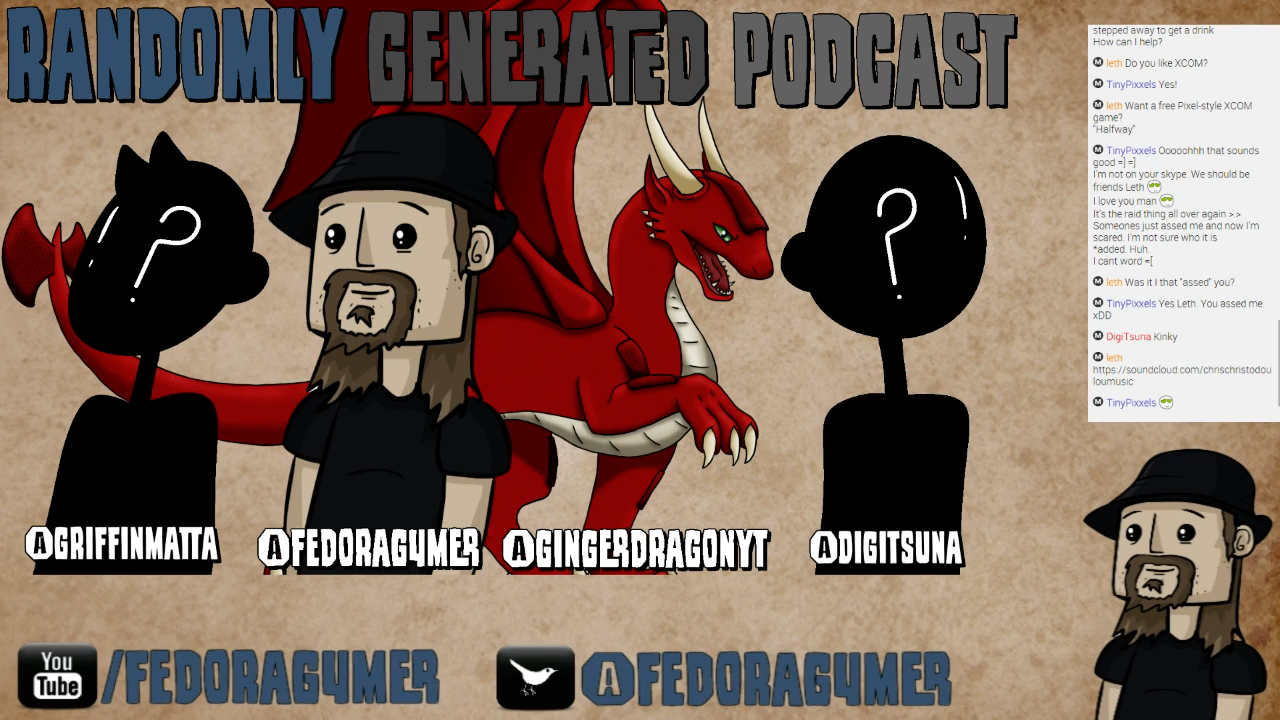 RANDOMLY GENERATED PODCAST
stepped away to get a drink
How can I help?
leth Do you like XCOM?
TinyPixxels Yes!
leth Want a free Pixel-style XCOM
game?
"Halfway"
TinyPixxels Ooooohhh that sounds
good =] =]
I'm not on your skype. We should be
friends Leth
I love you man
It's the raid thing all over again > >
Someones just assed me and now I'm
scared. I'm not sure who it is
*added. Huh
I cant word =[
leth Was it I that "assed" you?
TinyPixxels Yes Leth. You assed me.
xDD
DigiTsuna Kinky
leth
https://soundcloud.com/chrischristodou
loumusic
TinyPixxels
?
?
@GRIFFINMATTA
@FEDORAG4MER
@GINGERDRAGONYT
@DIGITSUNA
You
Tube
/FEDORAG4MER
@FEDORAG4MER